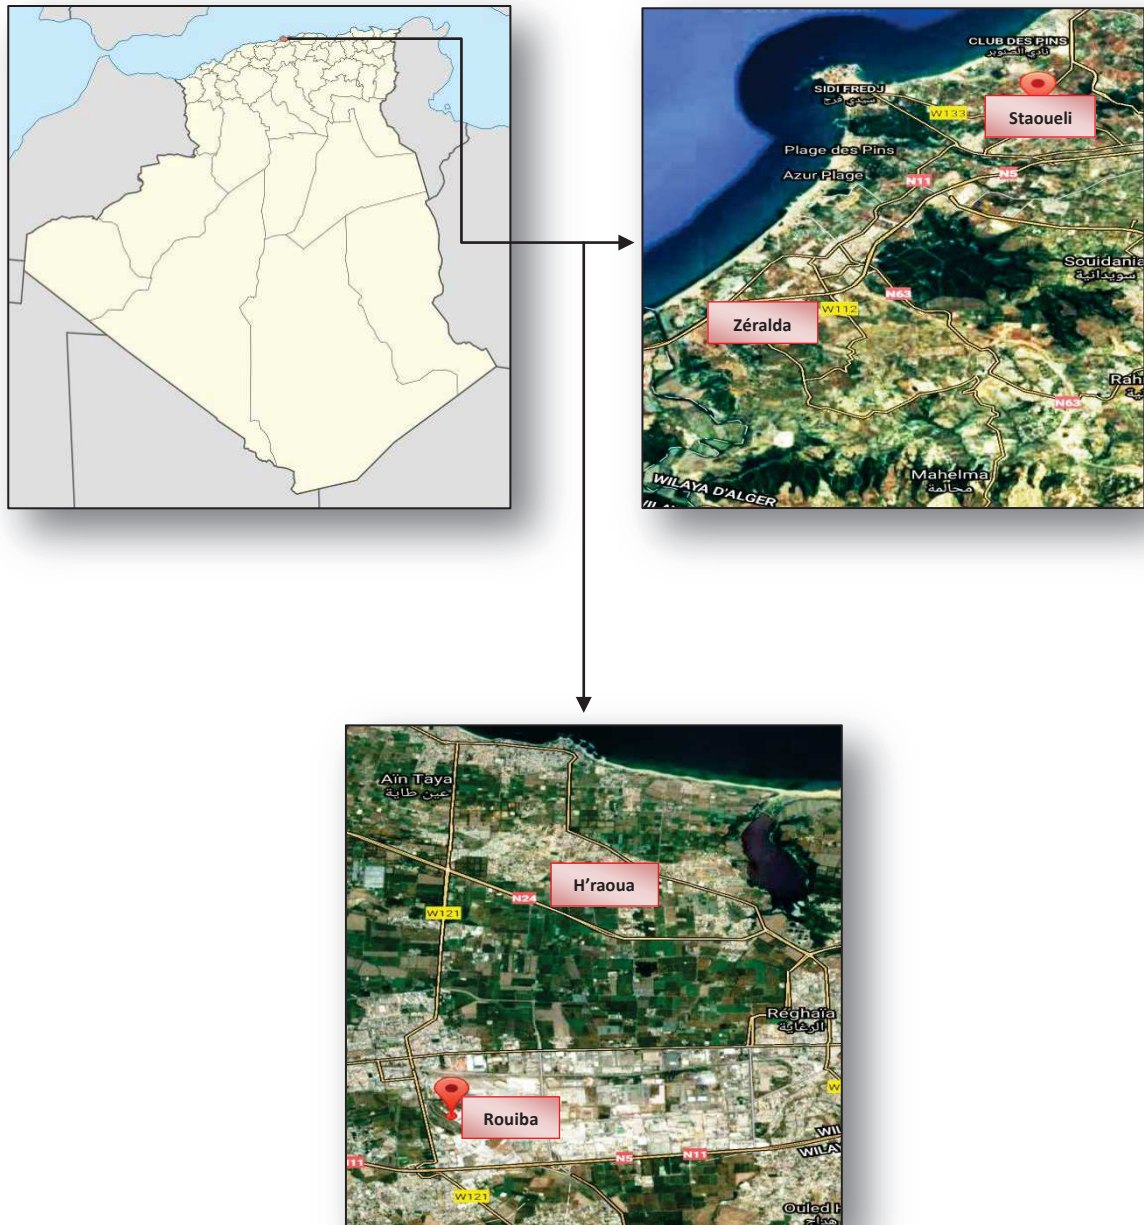 CLUB DES PINS
نادي الصنوبر
SIDI FREDJ
سيدي فرج
W133
Staoueli
Plage des Pins
Azur Plage
N11
N5
Souidania
سويدانية
N63
W112
Zéralda
N63
Mahelma
محالمة
WILAYA D'ALGER
Aïn Taya
عين طاية
H'raoua
N24
W121
Réghaïa
الرغاية
Rouiba
N5
N11
W121
Ouled